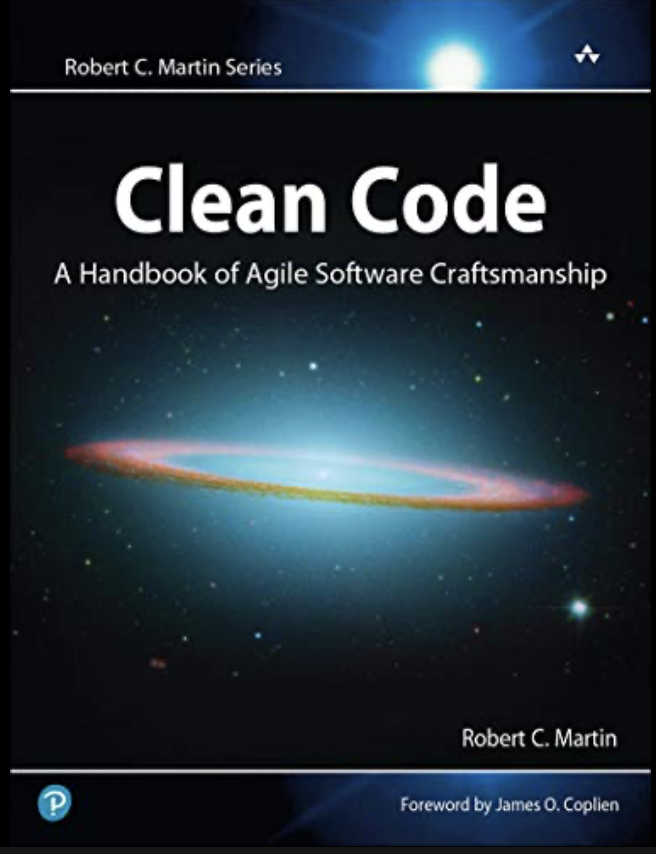 Robert C. Martin Series
Clean Code
A Handbook of Agile Software Craftsmanship
Robert C. Martin
Foreword by James O. Coplien